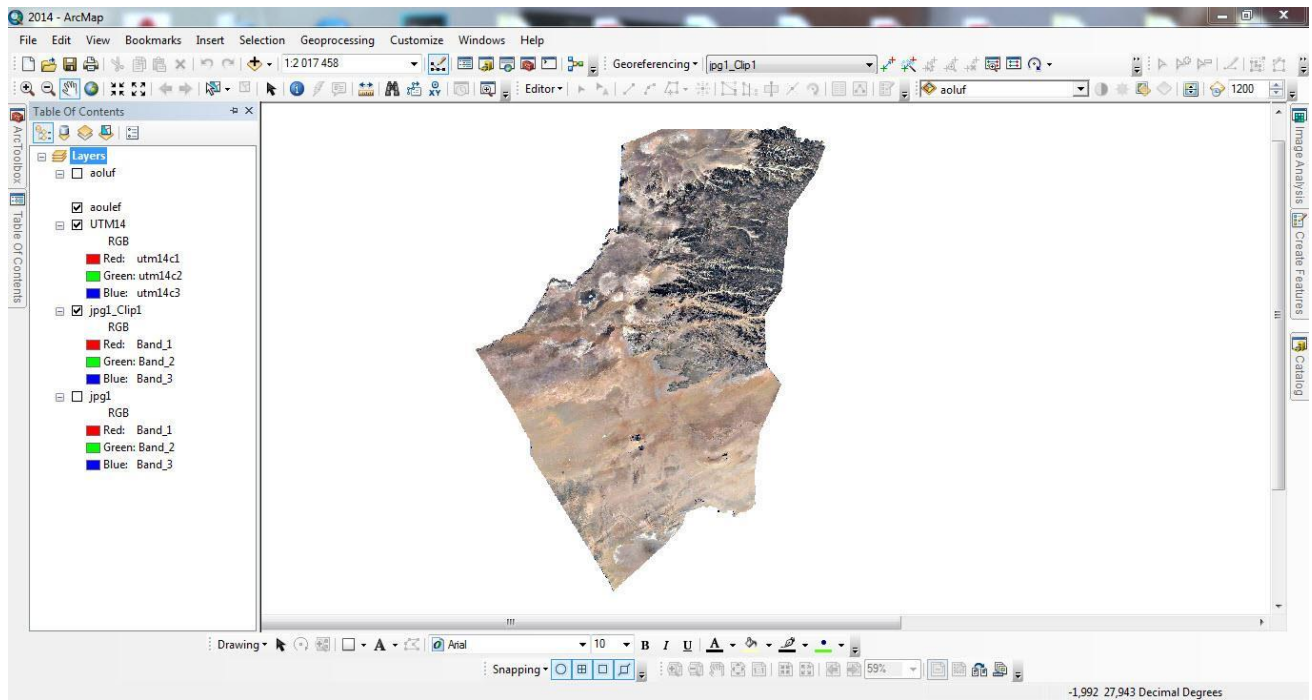 2014 - ArcMap
File Edit View Bookmarks Insert Selection Geoprocessing Customize Windows Help
1:2 017 458 Georeferencing jpg1_Clip1
Editor aoluf 1200
Table Of Contents
ArcToolbox
Table Of Contents
Layers
aoluf
aoulef
UTM14
RGB
Red: utm14c1
Green: utm14c2
Blue: utm14c3
jpg1_Clip1
RGB
Red: Band_1
Green: Band_2
Blue: Band_3
jpg1
RGB
Red: Band_1
Green: Band_2
Blue: Band_3
Image Analysis
Create Features
Catalog
Drawing A Arial 10 B I U A
Snapping 59%
-1,992 27,943 Decimal Degrees